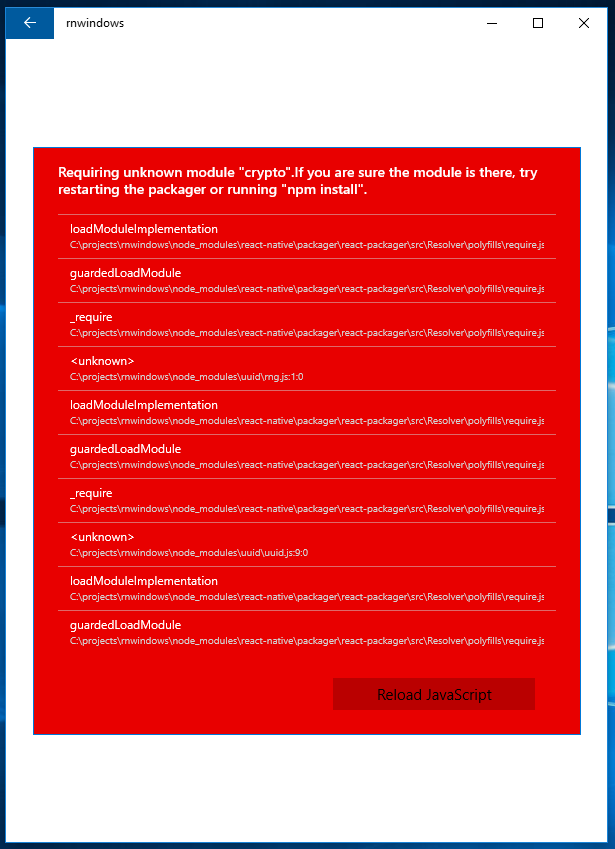 rnwindows
Requiring unknown module "crypto".If you are sure the module is there, try
restarting the packager or running "npm install".
loadModuleImplementation
C:\projects\rnwindows\node_modules\react-native\packager\react-packager\src\Resolver\polyfills\require.js
guardedLoadModule
C:\projects\rnwindows\node_modules\react-native\packager\react-packager\src\Resolver\polyfills\require.js
_require
C:\projects\rnwindows\node_modules\react-native\packager\react-packager\src\Resolver\polyfills\require.js
<unknown>
C:\projects\rnwindows\node_modules\uuid\rng.js:1:0
loadModuleImplementation
C:\projects\rnwindows\node_modules\react-native\packager\react-packager\src\Resolver\polyfills\require.js
guardedLoadModule
C:\projects\rnwindows\node_modules\react-native\packager\react-packager\src\Resolver\polyfills\require.js
_require
C:\projects\rnwindows\node_modules\react-native\packager\react-packager\src\Resolver\polyfills\require.js
<unknown>
C:\projects\rnwindows\node_modules\uuid\uuid.js:9:0
loadModuleImplementation
C:\projects\rnwindows\node_modules\react-native\packager\react-packager\src\Resolver\polyfills\require.js
guardedLoadModule
C:\projects\rnwindows\node_modules\react-native\packager\react-packager\src\Resolver\polyfills\require.js
Reload JavaScript